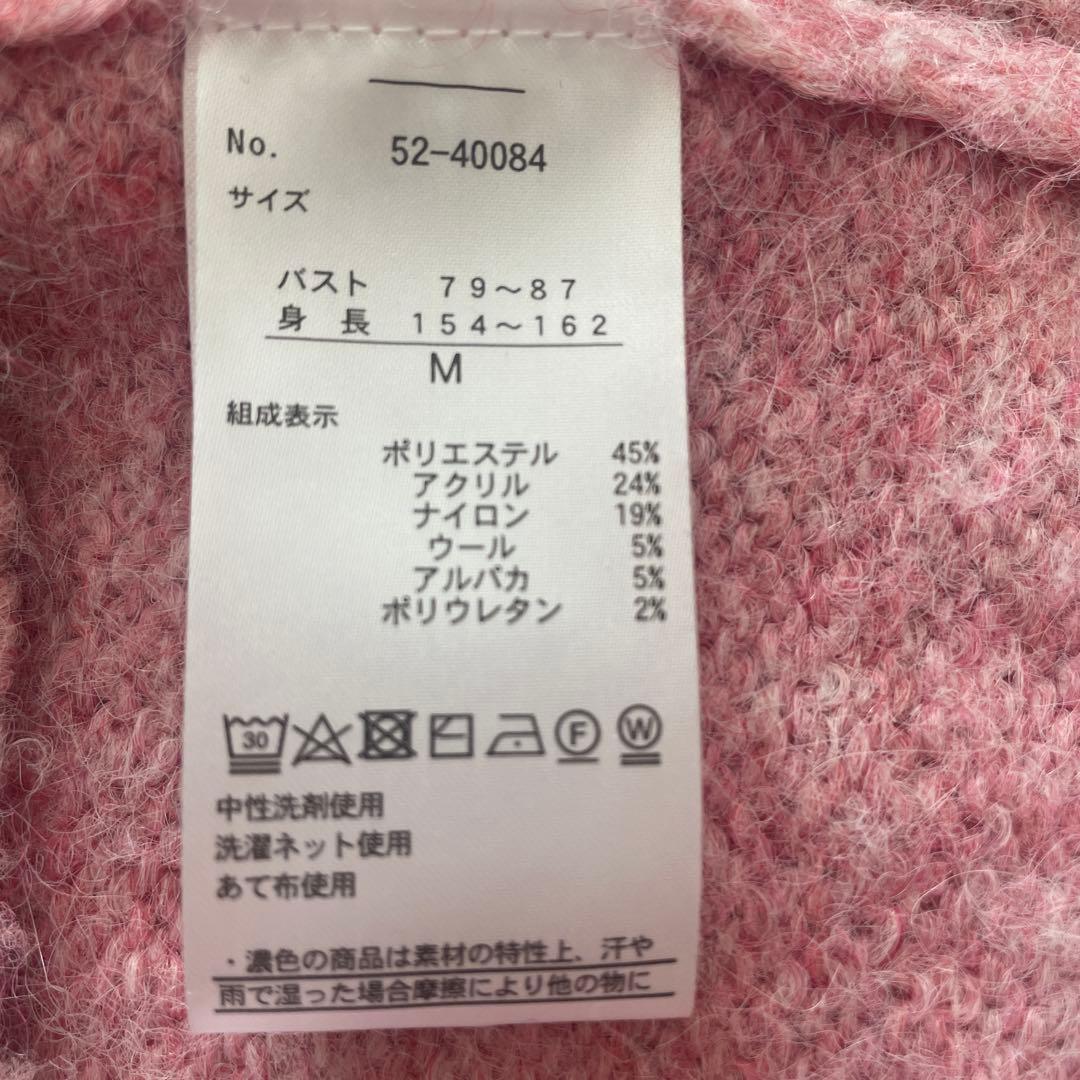 No. 52-40084
サイズ
バスト 79～87
身 長 154～162
M
組成表示
ポリエステル 45%
アクリル 24%
ナイロン 19%
ウール 5%
アルパカ 5%
ポリウレタン 2%
30 F W
中性洗剤使用
洗濯ネット使用
あて布使用
・濃色の商品は素材の特性上、汗や
雨で湿った場合摩擦により他の物に